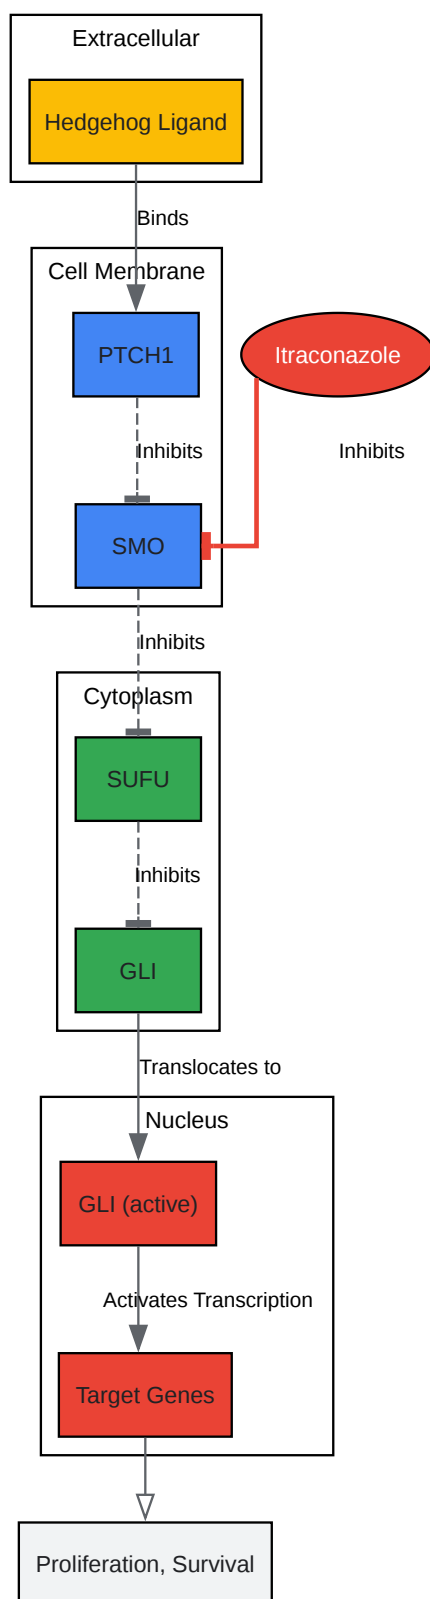 Extracellular
Hedgehog Ligand
Binds
Cell Membrane
PTCH1
Itraconazole
Inhibits
Inhibits
SMO
Inhibits
Cytoplasm
SUFU
Inhibits
GLI
Translocates to
Nucleus
GLI (active)
Activates Transcription
Target Genes
Proliferation, Survival